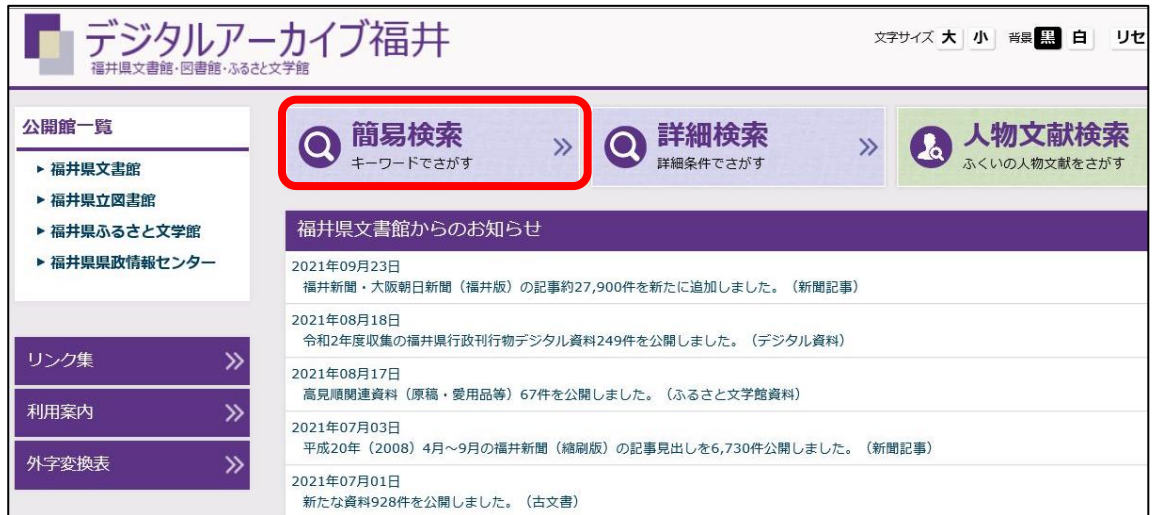 デジタルアーカイブ福井
福井県文書館・図書館・ふるさと文学館
文字サイズ 大 小 背景 黒 白 リセ
公開館一覧
福井県文書館
福井県立図書館
福井県ふるさと文学館
福井県県政情報センター
リンク集
利用案内
外字変換表
簡易検索
キーワードでさがす
詳細検索
詳細条件でさがす
人物文献検索
ふくいの人物文献をさがす
福井県文書館からのお知らせ
2021年09月23日
福井新聞・大阪朝日新聞（福井版）の記事約27,900件を新たに追加しました。（新聞記事）
2021年08月18日
令和2年度収集の福井県行政刊行物デジタル資料249件を公開しました。（デジタル資料）
2021年08月17日
高見順関連資料（原稿・愛用品等）67件を公開しました。（ふるさと文学館資料）
2021年07月03日
平成20年（2008）4月～9月の福井新聞（縮刷版）の記事見出しを6,730件公開しました。（新聞記事）
2021年07月01日
新たな資料928件を公開しました。（古文書）